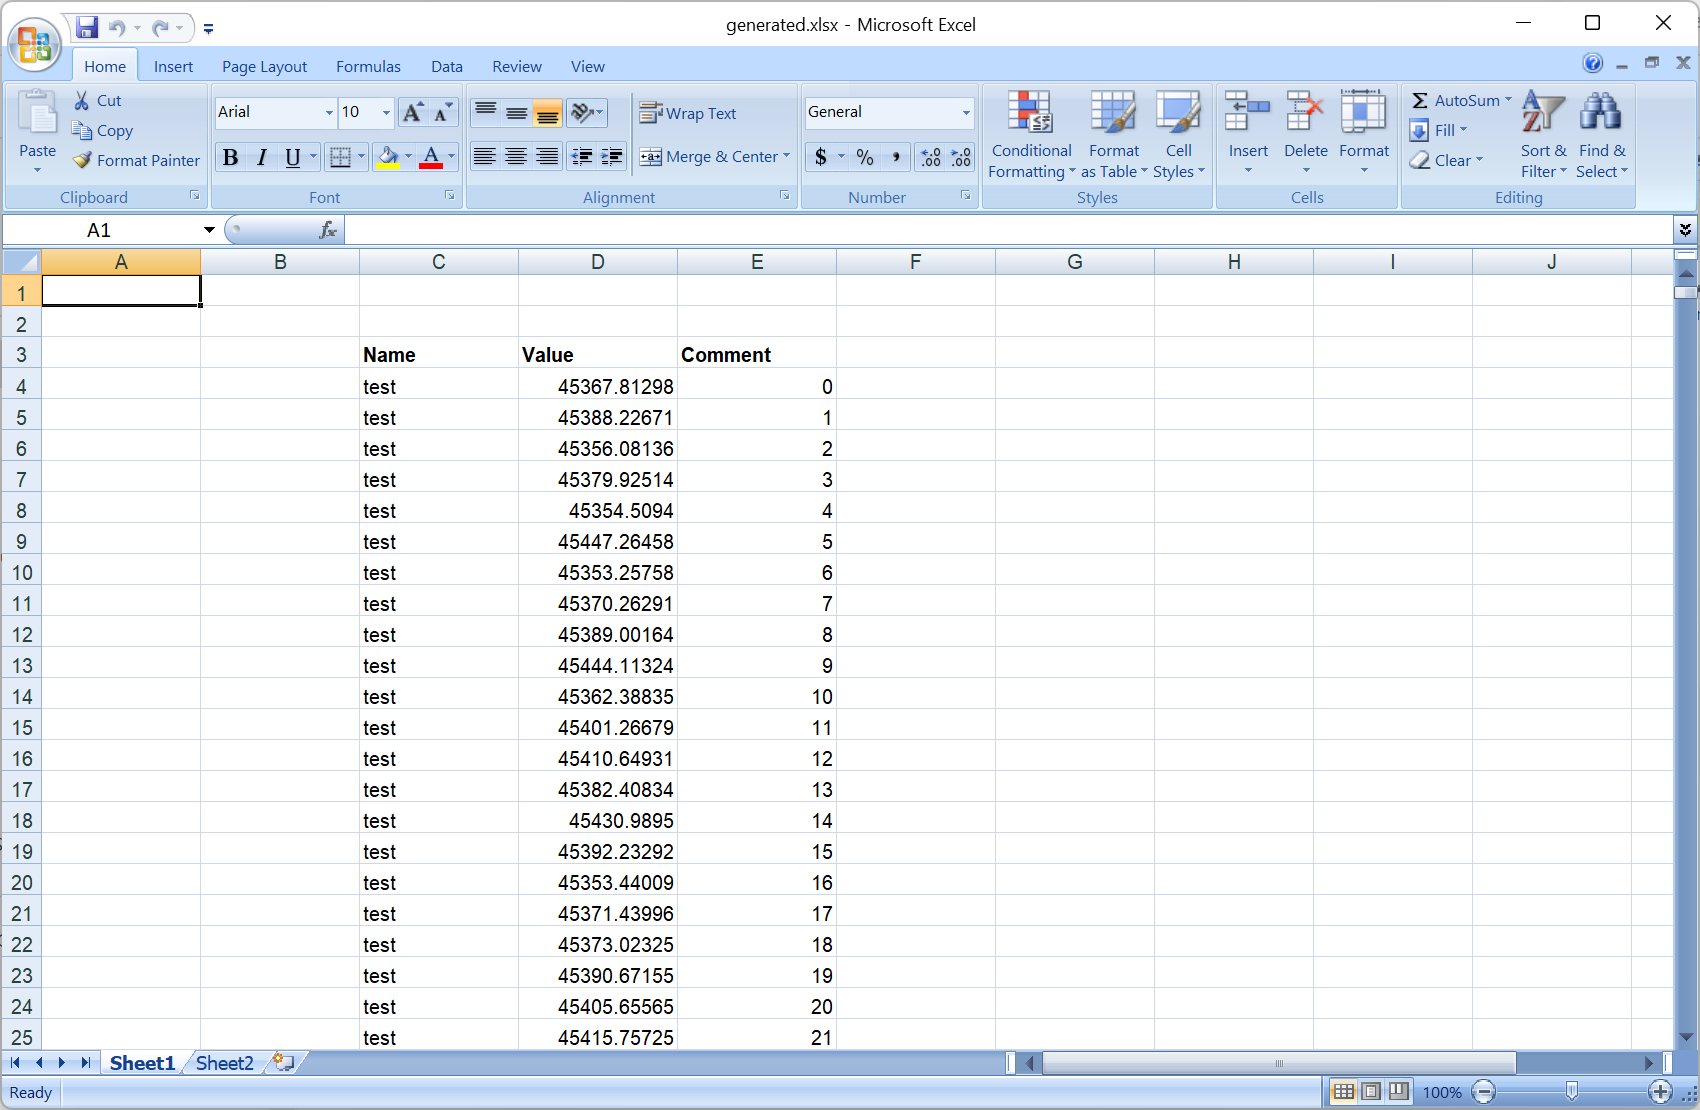 generated.xlsx - Microsoft Excel
Home Insert Page Layout Formulas Data Review View
Paste
Cut
Copy
Format Painter
Clipboard
Arial 10
B I U A
Font
Wrap Text
Merge & Center
Alignment
General
$ % ,
Number
Conditional Formatting
Format as Table
Cell Styles
Styles
Insert
Delete
Format
Cells
Σ AutoSum
Fill
Clear
Sort & Filter
Find & Select
Editing
A1 fx
A B C D E F G H I J
1
2
3 Name Value Comment
4 test 45367.81298 0
5 test 45388.22671 1
6 test 45356.08136 2
7 test 45379.92514 3
8 test 45354.5094 4
9 test 45447.26458 5
10 test 45353.25758 6
11 test 45370.26291 7
12 test 45389.00164 8
13 test 45444.11324 9
14 test 45362.38835 10
15 test 45401.26679 11
16 test 45410.64931 12
17 test 45382.40834 13
18 test 45430.9895 14
19 test 45392.23292 15
20 test 45353.44009 16
21 test 45371.43996 17
22 test 45373.02325 18
23 test 45390.67155 19
24 test 45405.65565 20
25 test 45415.75725 21
Sheet1 Sheet2
Ready 100%